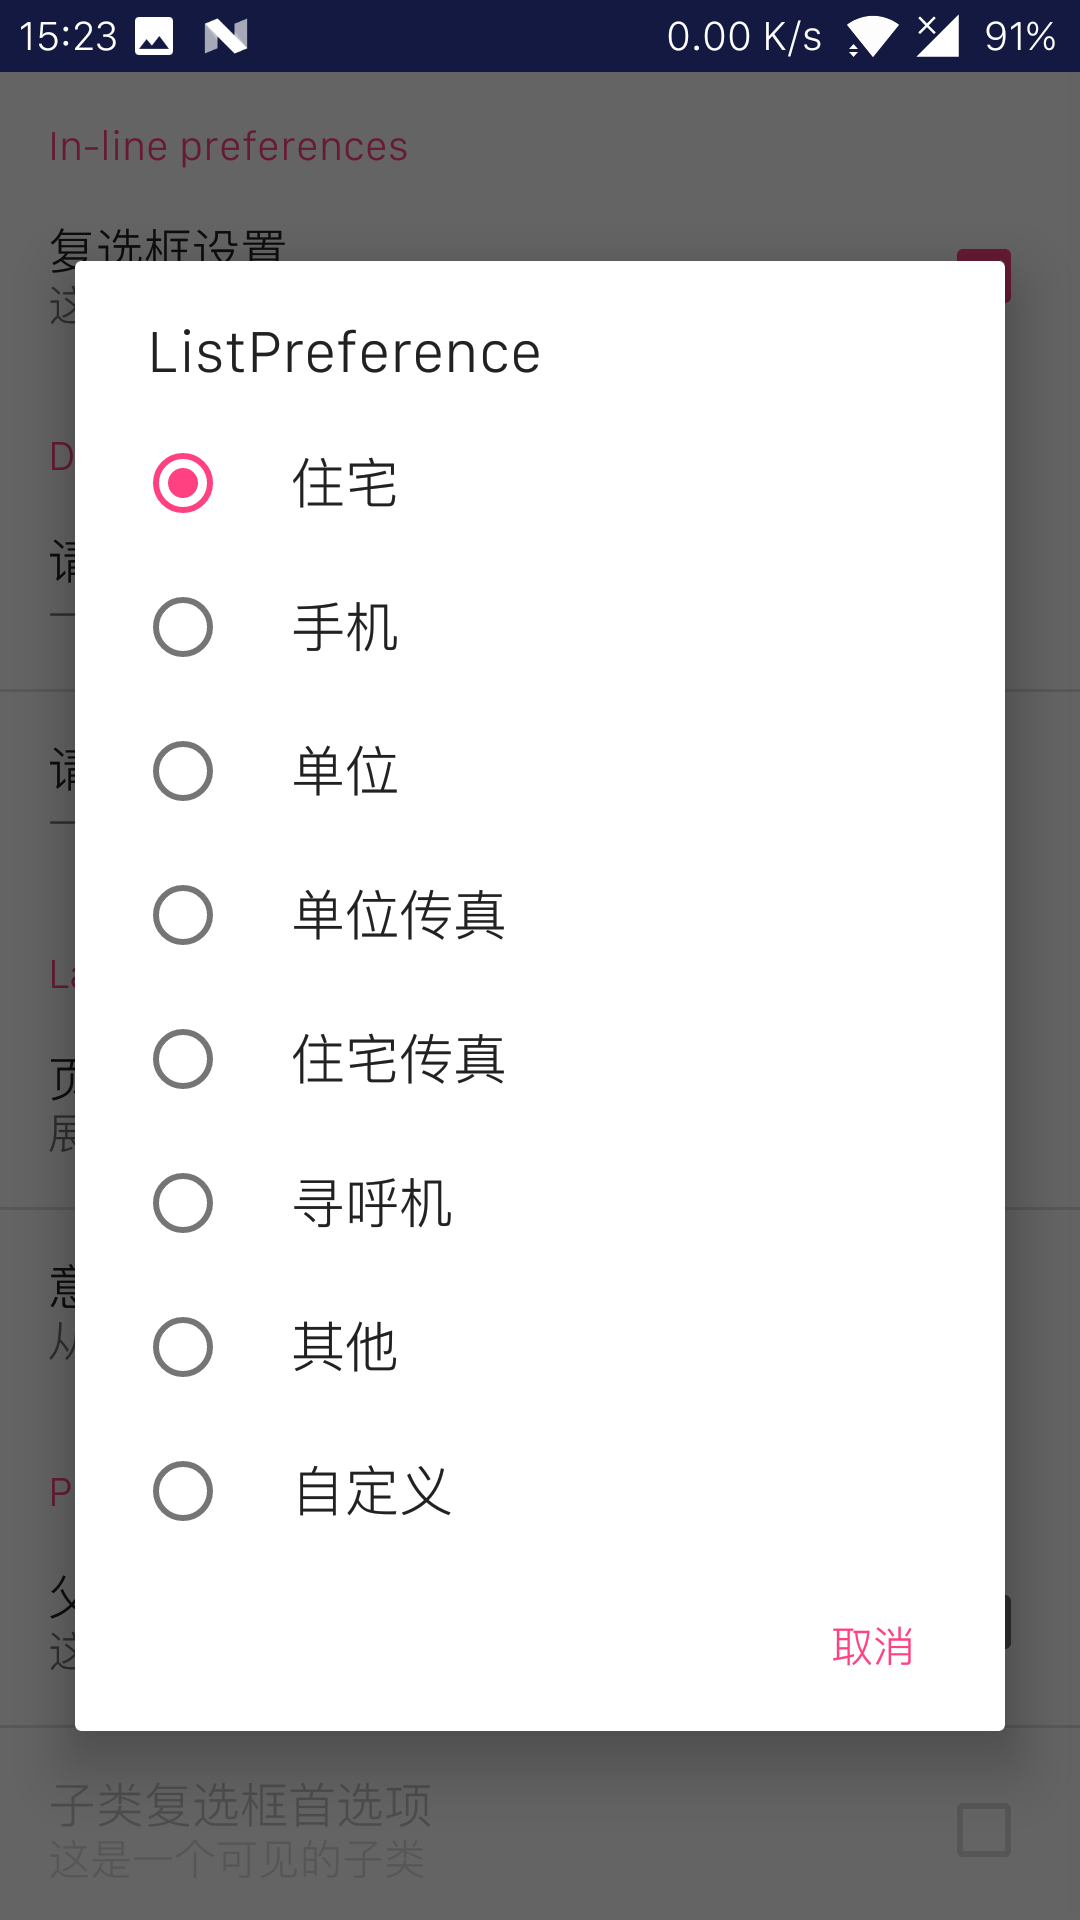 15:23 0.00 K/s 91%
In-line preferences
复选框设置
ListPreference
住宅
手机
单位
单位传真
住宅传真
寻呼机
其他
自定义
取消
子类复选框首选项
这是一个可见的子类